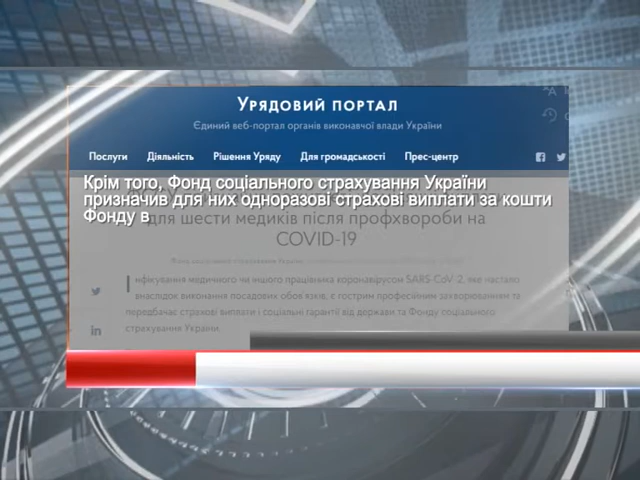 Урядовий портал
Єдиний веб-портал органів виконавчої влади України
Послуги Діяльність Рішення Уряду Для громадськості Прес-центр
Крім того, Фонд соціального страхування України
призначив для них одноразові страхові виплати за кошти
Фонду в
для шести медиків після профхвороби на
COVID-19
Інфікування медичного чи іншого працівника коронавірусом SARS-CoV-2, яке настало
внаслідок виконання посадових обов'язків, є гострим професійним захворюванням та
передбачає страхові виплати і соціальні гарантії від держави та Фонду соціального
страхування України.